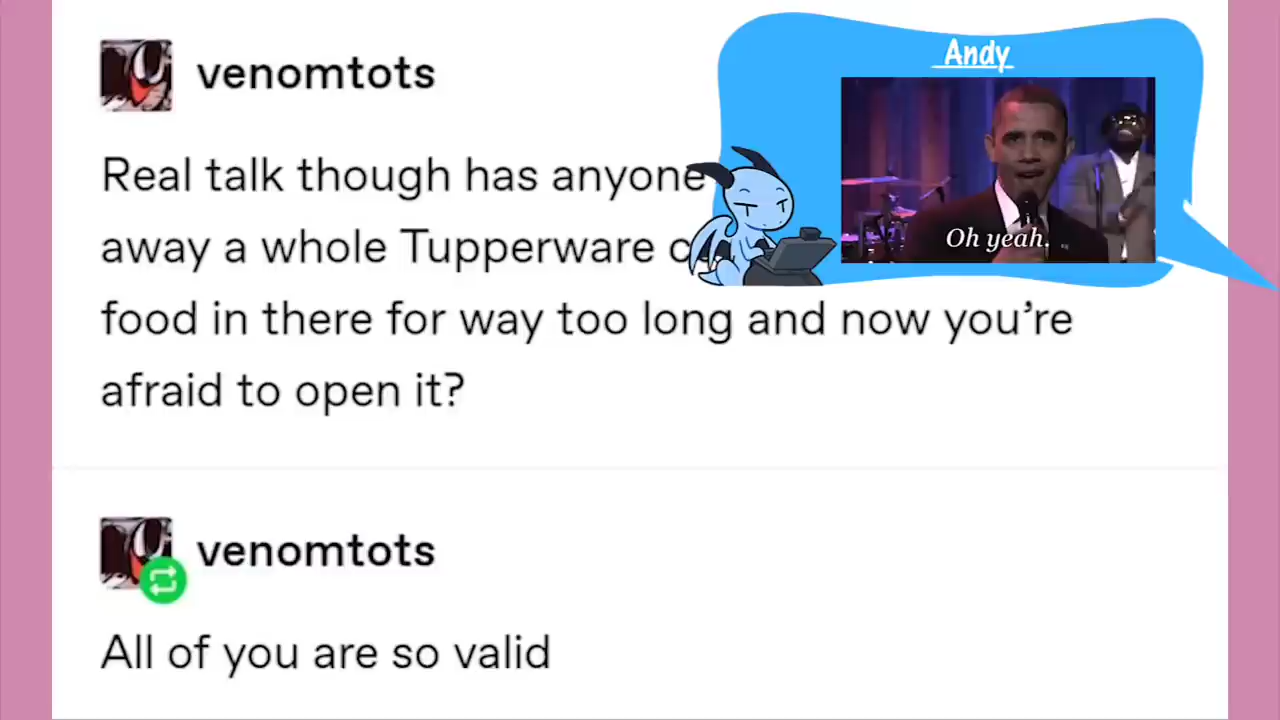 venomtots
Andy
Oh yeah.
Real talk though has anyone
away a whole Tupperware
food in there for way too long and now you're
afraid to open it?
venomtots
All of you are so valid